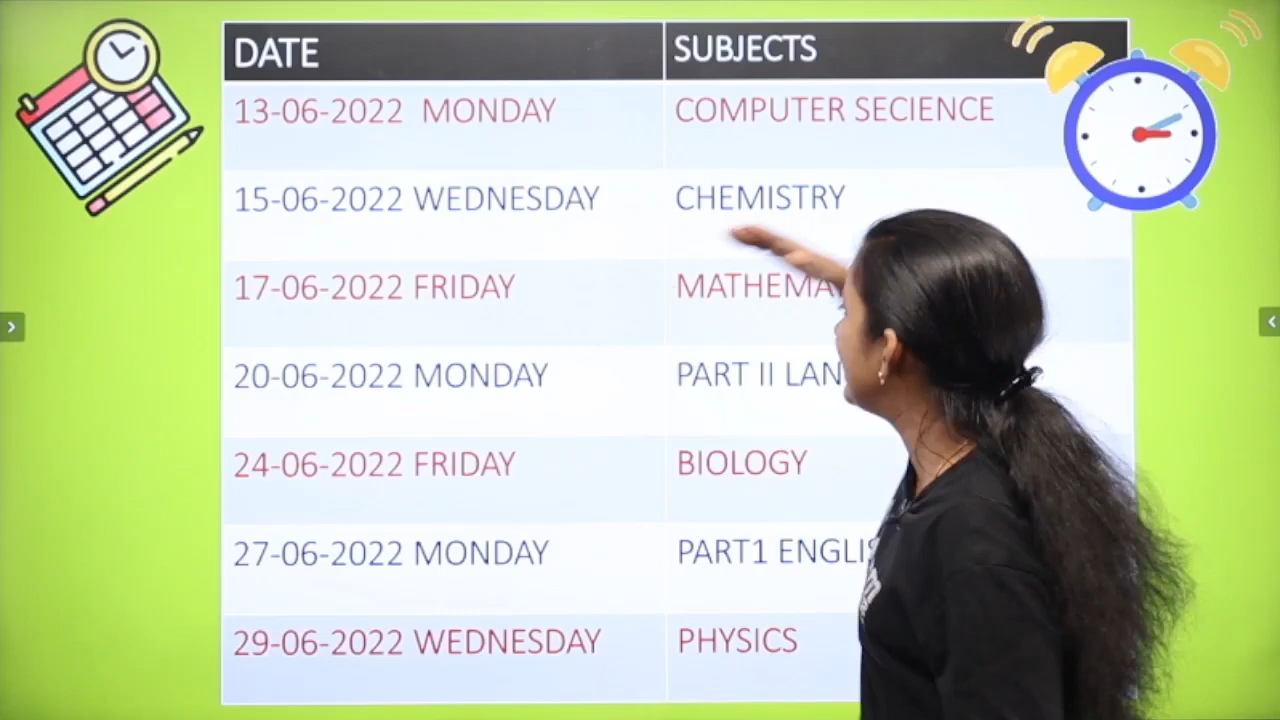 DATE SUBJECTS
13-06-2022 MONDAY COMPUTER SECIENCE
15-06-2022 WEDNESDAY CHEMISTRY
17-06-2022 FRIDAY
20-06-2022 MONDAY PART II
24-06-2022 FRIDAY BIOLOGY
27-06-2022 MONDAY PART1
29-06-2022 WEDNESDAY PHYSICS